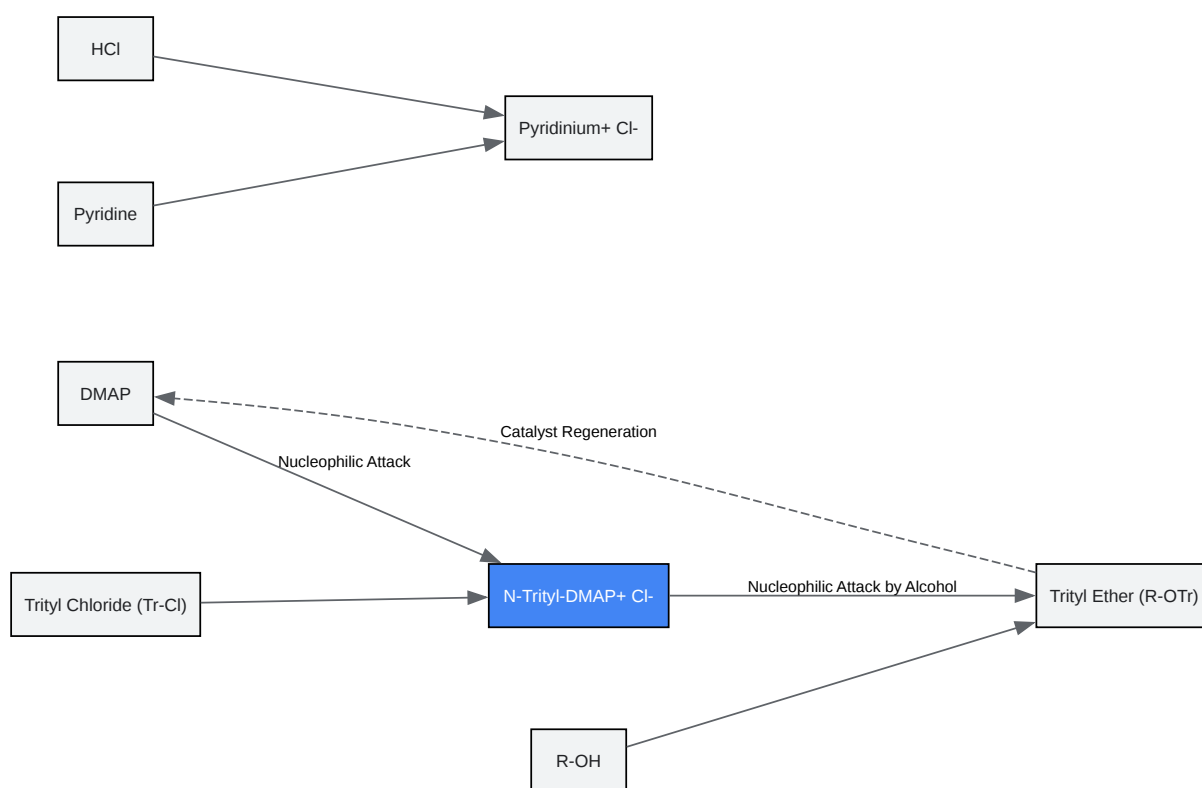 HCl
Pyridinium+ Cl-
Pyridine
DMAP
Catalyst Regeneration
Nucleophilic Attack
Trityl Chloride (Tr-Cl)
N-Trityl-DMAP+ Cl-
Nucleophilic Attack by Alcohol
Trityl Ether (R-OTr)
R-OH